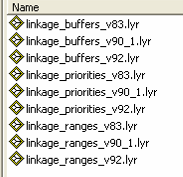 Name
linkage_buffers_v83.lyr
linkage_buffers_v90_1.lyr
linkage_buffers_v92.lyr
linkage_priorities_v83.lyr
linkage_priorities_v90_1.lyr
linkage_priorities_v92.lyr
linkage_ranges_v83.lyr
linkage_ranges_v90_1.lyr
linkage_ranges_v92.lyr